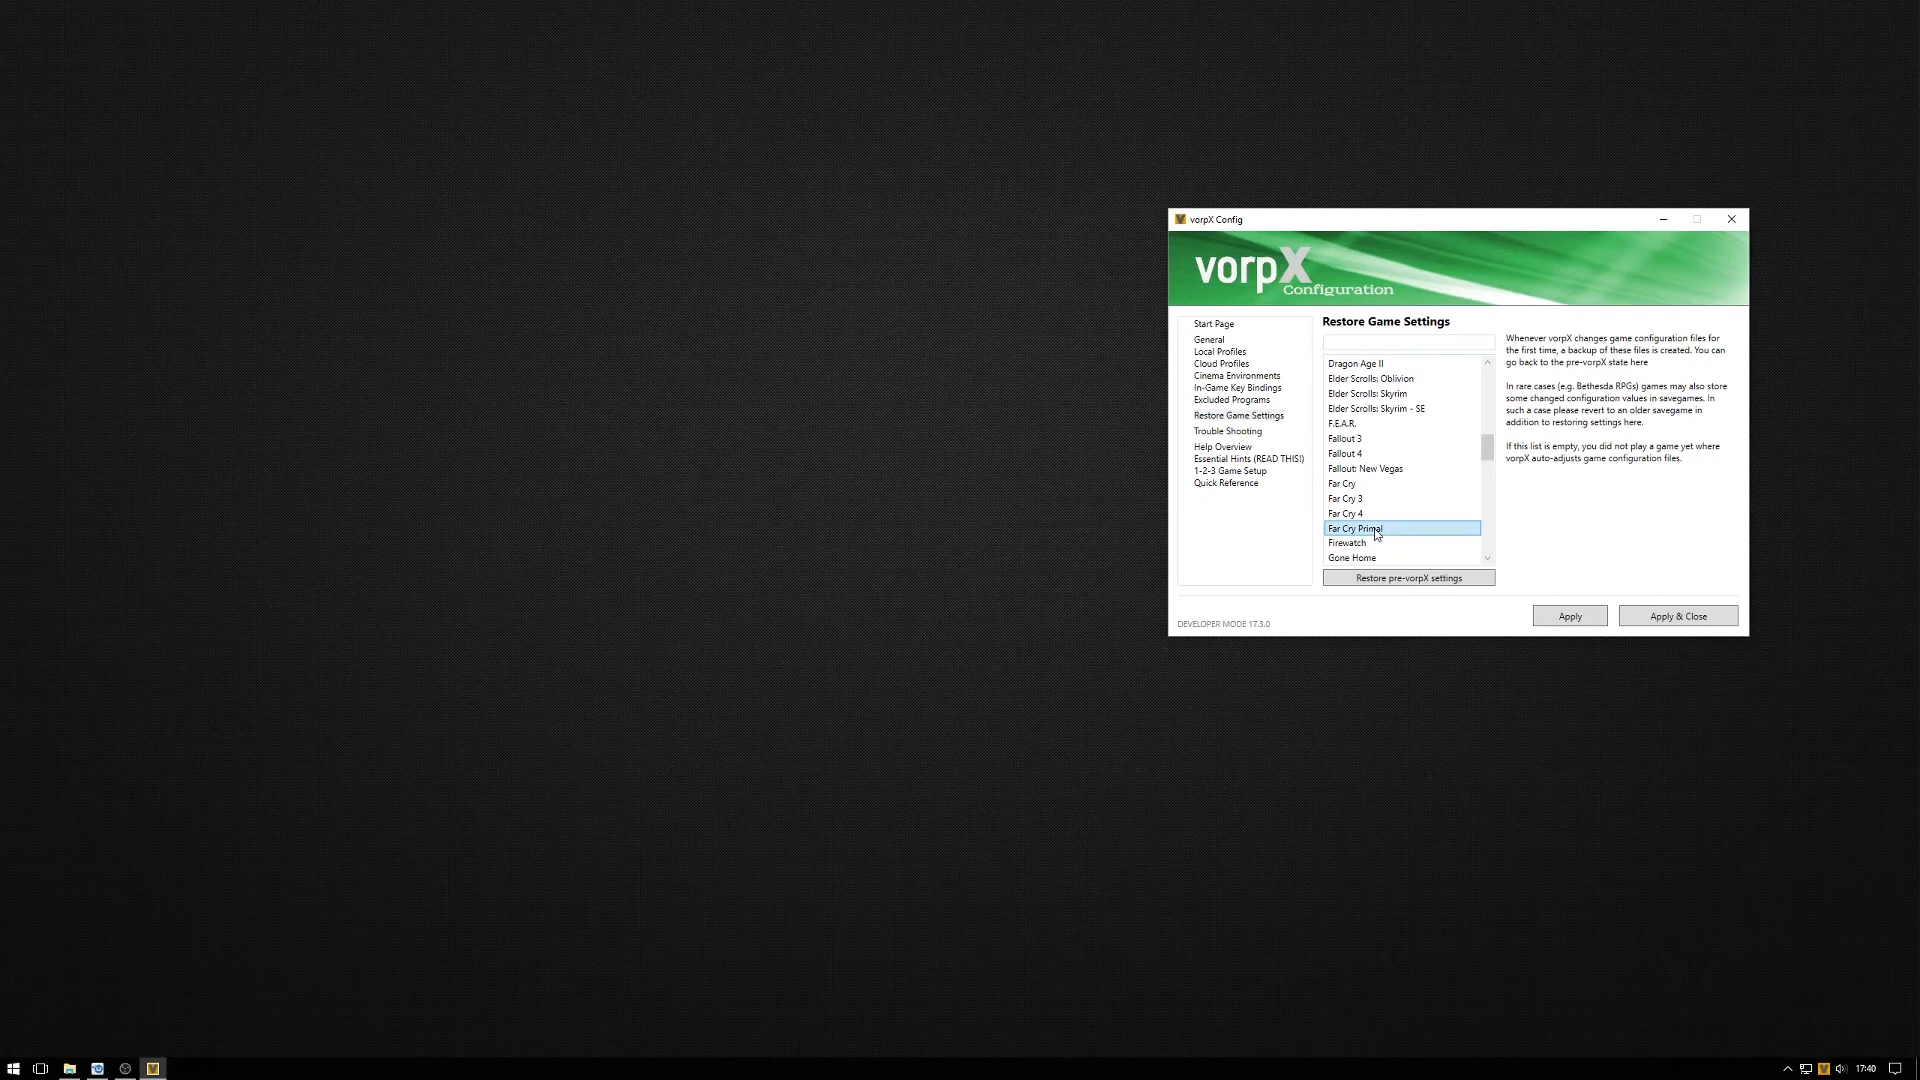 vorpX Config
vorpX
Configuration
Start Page
General
Local Profiles
Cloud Profiles
Cinema Environments
In-Game Key Bindings
Excluded Programs
Restore Game Settings
Trouble Shooting
Help Overview
Essential Hints (READ THIS!)
1-2-3 Game Setup
Quick Reference
Restore Game Settings
Dragon Age II
Elder Scrolls: Oblivion
Elder Scrolls: Skyrim
Elder Scrolls: Skyrim - SE
F.E.A.R.
Fallout 3
Fallout 4
Fallout: New Vegas
Far Cry
Far Cry 3
Far Cry 4
Far Cry Primal
Firewatch
Gone Home
Restore pre-vorpX settings
Whenever vorpX changes game configuration files for
the first time, a backup of these files is created. You can
go back to the pre-vorpX state here
In rare cases (e.g. Bethesda RPGs) games may also store
some changed configuration values in savegames. In
such a case please revert to an older savegame in
addition to restoring settings here.
If this list is empty, you did not play a game yet where
vorpX auto-adjusts game configuration files.
DEVELOPER MODE 17.3.0
Apply
Apply & Close
17:40